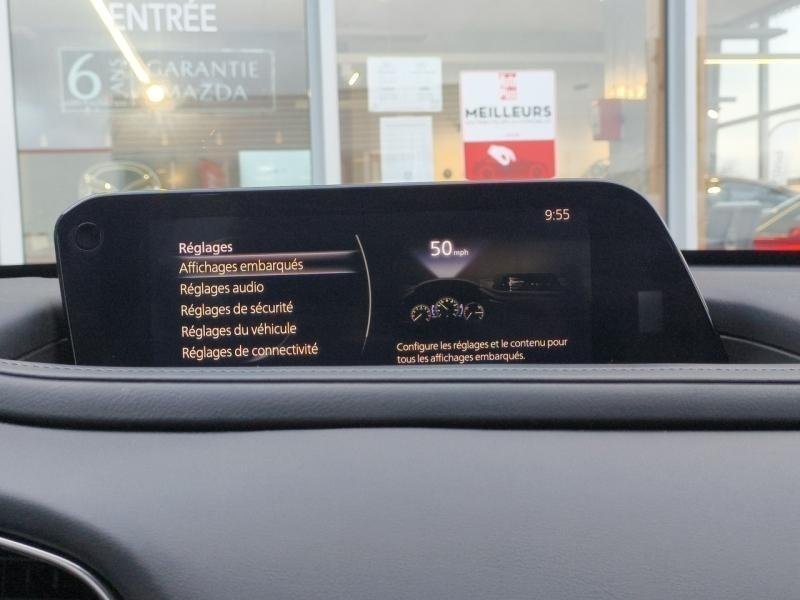 ENTRÉE
6 ANS GARANTIE
MAZDA
MEILLEURS
9:55
Réglages
Affichages embarqués
Réglages audio
Réglages de sécurité
Réglages du véhicule
Réglages de connectivité
50 mph
Configure les réglages et le contenu pour
tous les affichages embarqués.